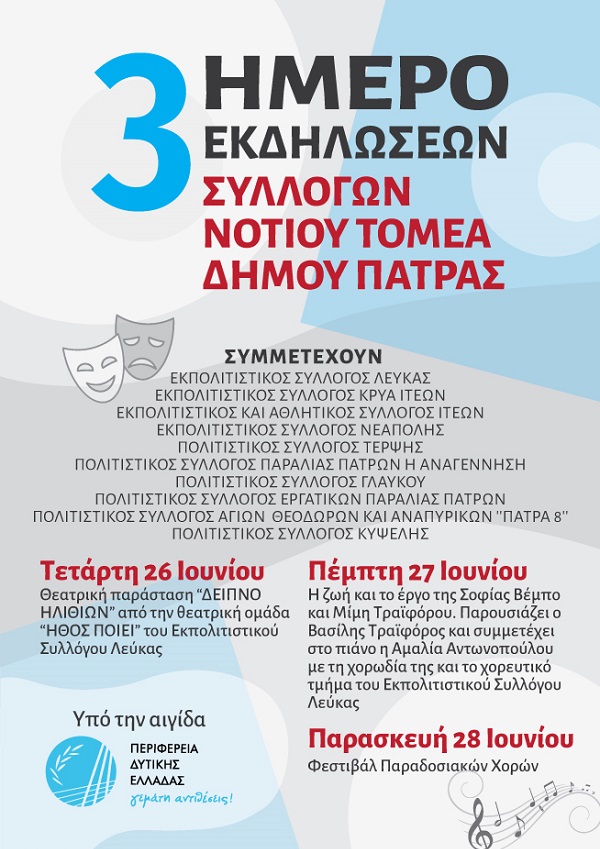 3 ΗΜΕΡΟ
ΕΚΔΗΛΩΣΕΩΝ
ΣΥΛΛΟΓΩΝ
ΝΟΤΙΟΥ ΤΟΜΕΑ
ΔΗΜΟΥ ΠΑΤΡΑΣ
ΣΥΜΜΕΤΕΧΟΥΝ
ΕΚΠΟΛΙΤΙΣΤΙΚΟΣ ΣΥΛΛΟΓΟΣ ΛΕΥΚΑΣ
ΕΚΠΟΛΙΤΙΣΤΙΚΟΣ ΣΥΛΛΟΓΟΣ ΚΡΥΑ ΙΤΕΩΝ
ΕΚΠΟΛΙΤΙΣΤΙΚΟΣ ΚΑΙ ΑΘΛΗΤΙΚΟΣ ΣΥΛΛΟΓΟΣ ΙΤΕΩΝ
ΕΚΠΟΛΙΤΙΣΤΙΚΟΣ ΣΥΛΛΟΓΟΣ ΝΕΑΠΟΛΗΣ
ΠΟΛΙΤΙΣΤΙΚΟΣ ΣΥΛΛΟΓΟΣ ΤΕΡΨΗΣ
ΠΟΛΙΤΙΣΤΙΚΟΣ ΣΥΛΛΟΓΟΣ ΠΑΡΑΛΙΑΣ ΠΑΤΡΩΝ Η ΑΝΑΓΕΝΝΗΣΗ
ΠΟΛΙΤΙΣΤΙΚΟΣ ΣΥΛΛΟΓΟΣ ΓΛΑΥΚΟΥ
ΠΟΛΙΤΙΣΤΙΚΟΣ ΣΥΛΛΟΓΟΣ ΕΡΓΑΤΙΚΩΝ ΠΑΡΑΛΙΑΣ ΠΑΤΡΩΝ
ΠΟΛΙΤΙΣΤΙΚΟΣ ΣΥΛΛΟΓΟΣ ΑΓΙΩΝ ΘΕΟΔΩΡΩΝ ΚΑΙ ΑΝΑΠΥΡΙΚΩΝ ''ΠΑΤΡΑ 8''
ΠΟΛΙΤΙΣΤΙΚΟΣ ΣΥΛΛΟΓΟΣ ΚΥΨΕΛΗΣ
Τετάρτη 26 Ιουνίου
Θεατρική παράσταση “ΔΕΙΠΝΟ
ΗΛΙΘΙΩΝ” από την θεατρική ομάδα
“ΗΘΟΣ ΠΟΙΕΙ” του Εκπολιτιστικού
Συλλόγου Λεύκας
Πέμπτη 27 Ιουνίου
Η ζωή και το έργο της Σοφίας Βέμπο
και Μίμη Τραϊφόρου. Παρουσιάζει ο
Βασίλης Τραϊφόρος και συμμετέχει
στο πιάνο η Αμαλία Αντωνοπούλου
με τη χορωδία της και το χορευτικό
τμήμα του Εκπολιτιστικού Συλλόγου
Λεύκας
Παρασκευή 28 Ιουνίου
Φεστιβάλ Παραδοσιακών Χορών
Υπό την αιγίδα
ΠΕΡΙΦΕΡΕΙΑ
ΔΥΤΙΚΗΣ
ΕΛΛΑΔΑΣ
γεμάτη αντιθέσεις!